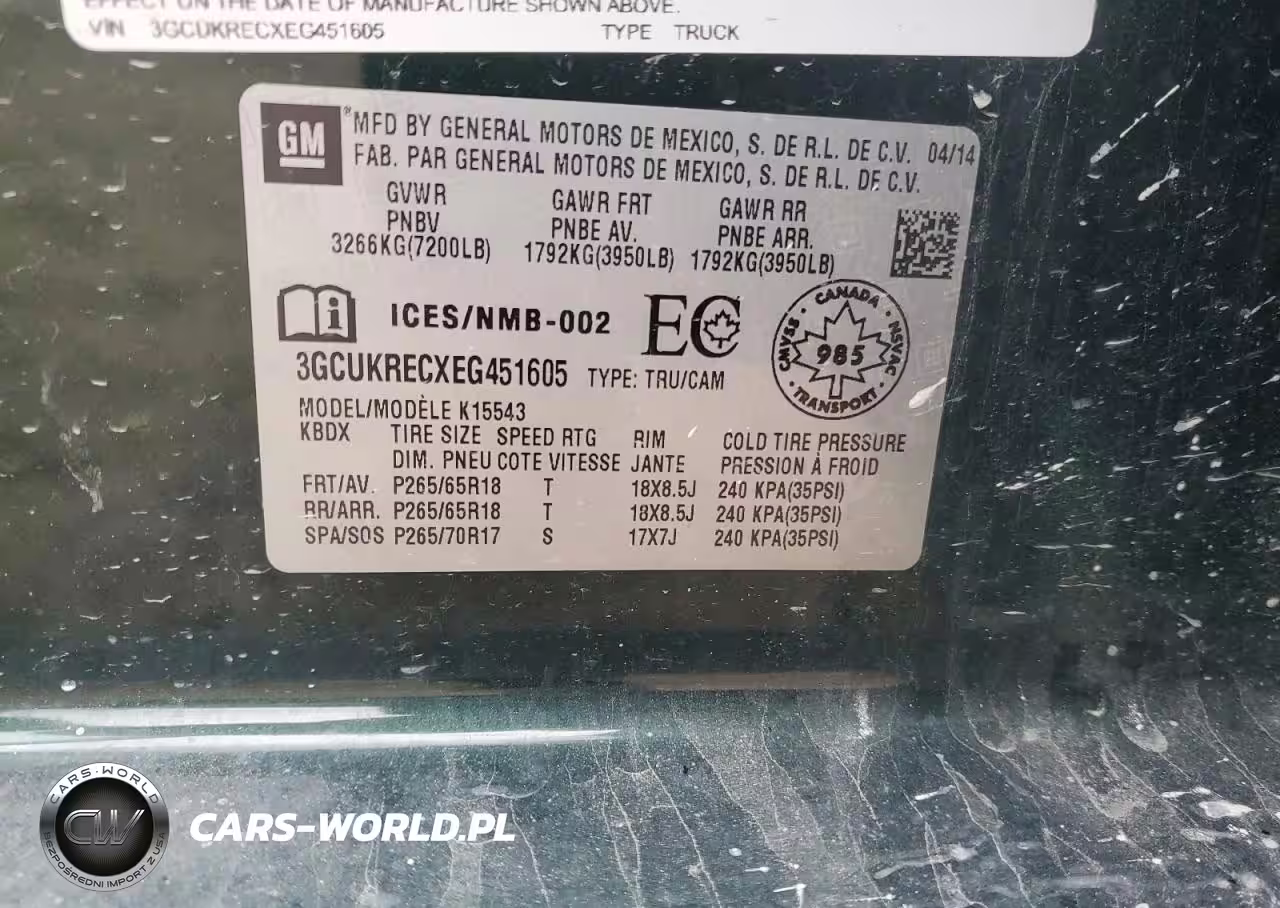 EFFECT ON THE DATE OF MANUFACTURE SHOWN ABOVE.
VIN 3GCUKRECXEG451605 TYPE TRUCK
GM ® MFD BY GENERAL MOTORS DE MEXICO, S. DE R.L. DE C.V. 04/14
FAB. PAR GENERAL MOTORS DE MEXICO, S. DE R.L. DE C.V.
GVWR GAWR FRT GAWR RR
PNBV PNBE AV. PNBE ARR.
3266KG(7200LB) 1792KG(3950LB) 1792KG(3950LB)
i ICES/NMB-002 EC
CANADA
CMVSS 985 NSVAC
TRANSPORT
3GCUKRECXEG451605 TYPE: TRU/CAM
MODEL/MODÈLE K15543
KBDX TIRE SIZE SPEED RTG RIM COLD TIRE PRESSURE
DIM. PNEU COTE VITESSE JANTE PRESSION À FROID
FRT/AV. P265/65R18 T 18X8.5J 240 KPA(35PSI)
RR/ARR. P265/65R18 T 18X8.5J 240 KPA(35PSI)
SPA/SOS P265/70R17 S 17X7J 240 KPA(35PSI)
CARS-WORLD
CW
BEZPOŚREDNI IMPORT Z USA
CARS-WORLD.PL